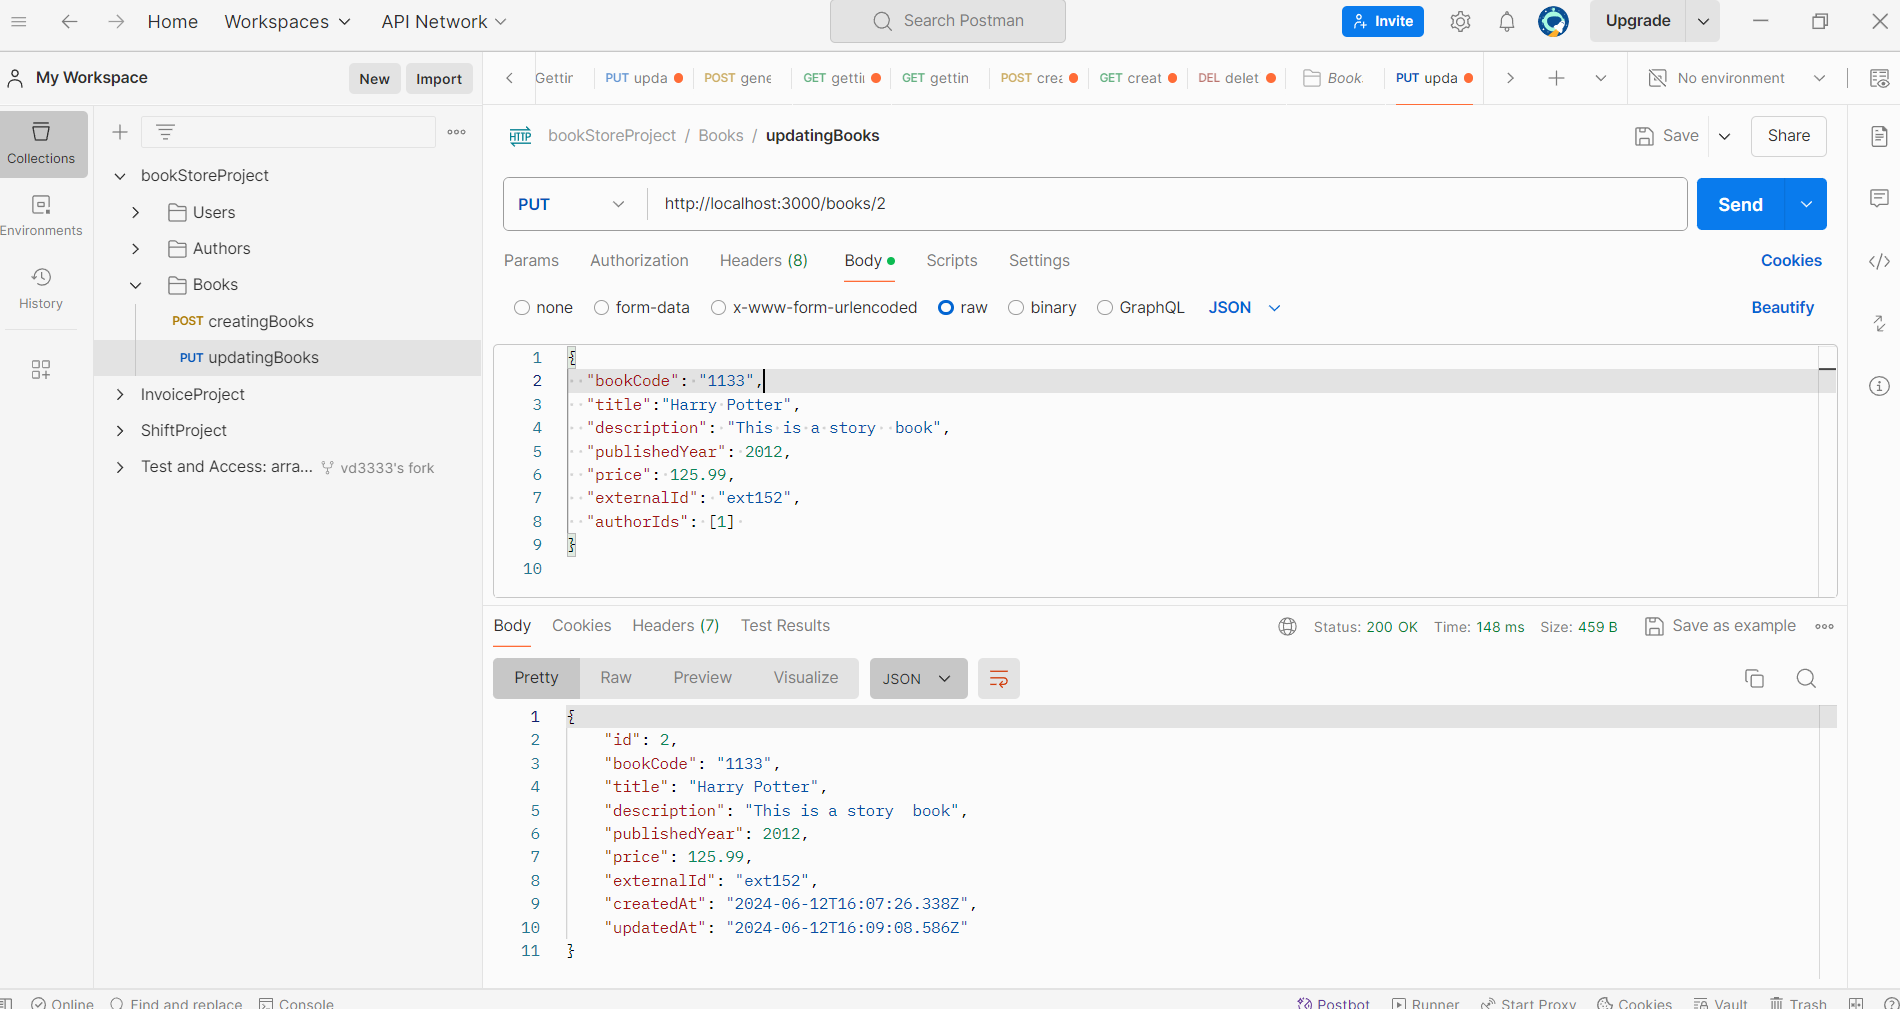 Home Workspaces API Network Search Postman Invite Upgrade
My Workspace New Import
Gettin PUT upda POST gene GET gettin GET gettin POST crea GET creat DEL delet Book PUT upda No environment
Collections
Environments
History
bookStoreProject
Users
Authors
Books
POST creatingBooks
PUT updatingBooks
InvoiceProject
ShiftProject
Test and Access: arra... vd3333's fork
HTTP bookStoreProject / Books / updatingBooks Save Share
PUT http://localhost:3000/books/2 Send
Params Authorization Headers (8) Body Scripts Settings Cookies
none form-data x-www-form-urlencoded raw binary GraphQL JSON Beautify
1 {
2 "bookCode": "1133",
3 "title":"Harry Potter",
4 "description": "This is a story  book",
5 "publishedYear": 2012,
6 "price": 125.99,
7 "externalId": "ext152",
8 "authorIds": [1]
9 }
10
Body Cookies Headers (7) Test Results Status: 200 OK Time: 148 ms Size: 459 B Save as example
Pretty Raw Preview Visualize JSON
1 {
2 "id": 2,
3 "bookCode": "1133",
4 "title": "Harry Potter",
5 "description": "This is a story  book",
6 "publishedYear": 2012,
7 "price": 125.99,
8 "externalId": "ext152",
9 "createdAt": "2024-06-12T16:07:26.338Z",
10 "updatedAt": "2024-06-12T16:09:08.586Z"
11 }
Online Find and replace Console Postbot Runner Start Proxy Cookies Vault Trash